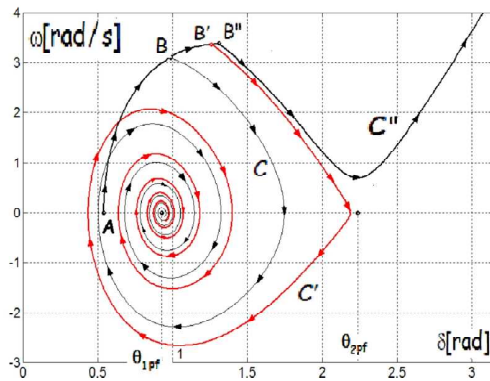 4
ω[rad/s]
B B' B"
3
2
1
C
C"
0
A
-1
C'
-2
θ1pf
θ2pf
δ[rad]
-3
0 0.5 1 1.5 2 2.5 3